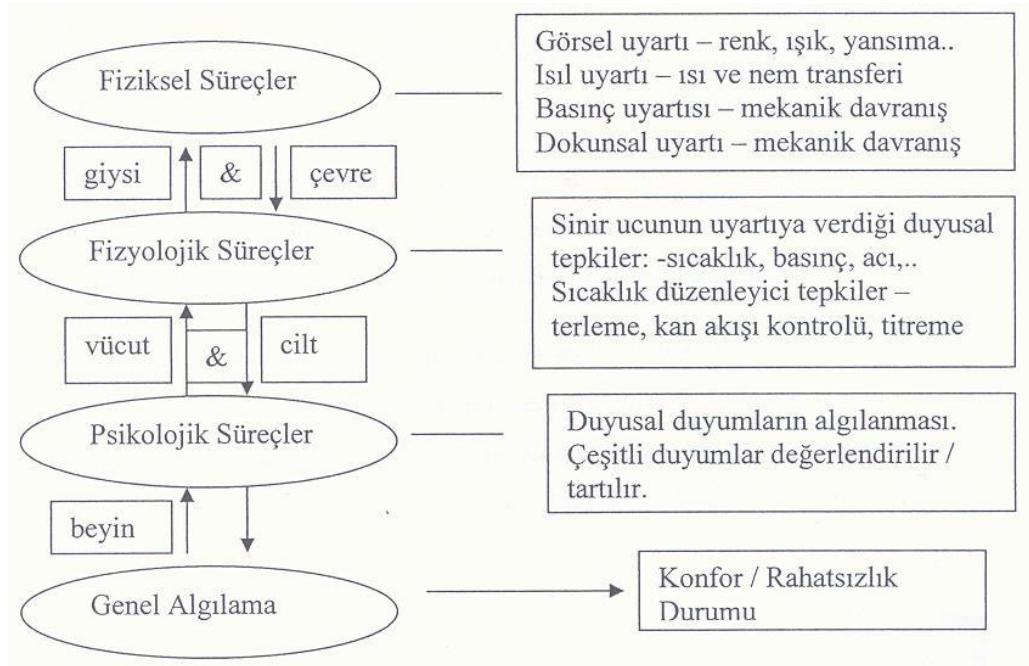 Fiziksel Süreçler
Görsel uyartı – renk, ışık, yansıma..
Isıl uyartı – ısı ve nem transferi
Basınç uyartısı – mekanik davranış
Dokunsal uyartı – mekanik davranış
giysi
&
çevre
Fizyolojik Süreçler
Sinir ucunun uyartıya verdiği duyusal
tepkiler: -sıcaklık, basınç, acı,..
Sıcaklık düzenleyici tepkiler –
terleme, kan akışı kontrolü, titreme
vücut
&
cilt
Psikolojik Süreçler
Duyusal duyumların algılanması.
Çeşitli duyumlar değerlendirilir /
tartılır.
beyin
Genel Algılama
Konfor / Rahatsızlık
Durumu